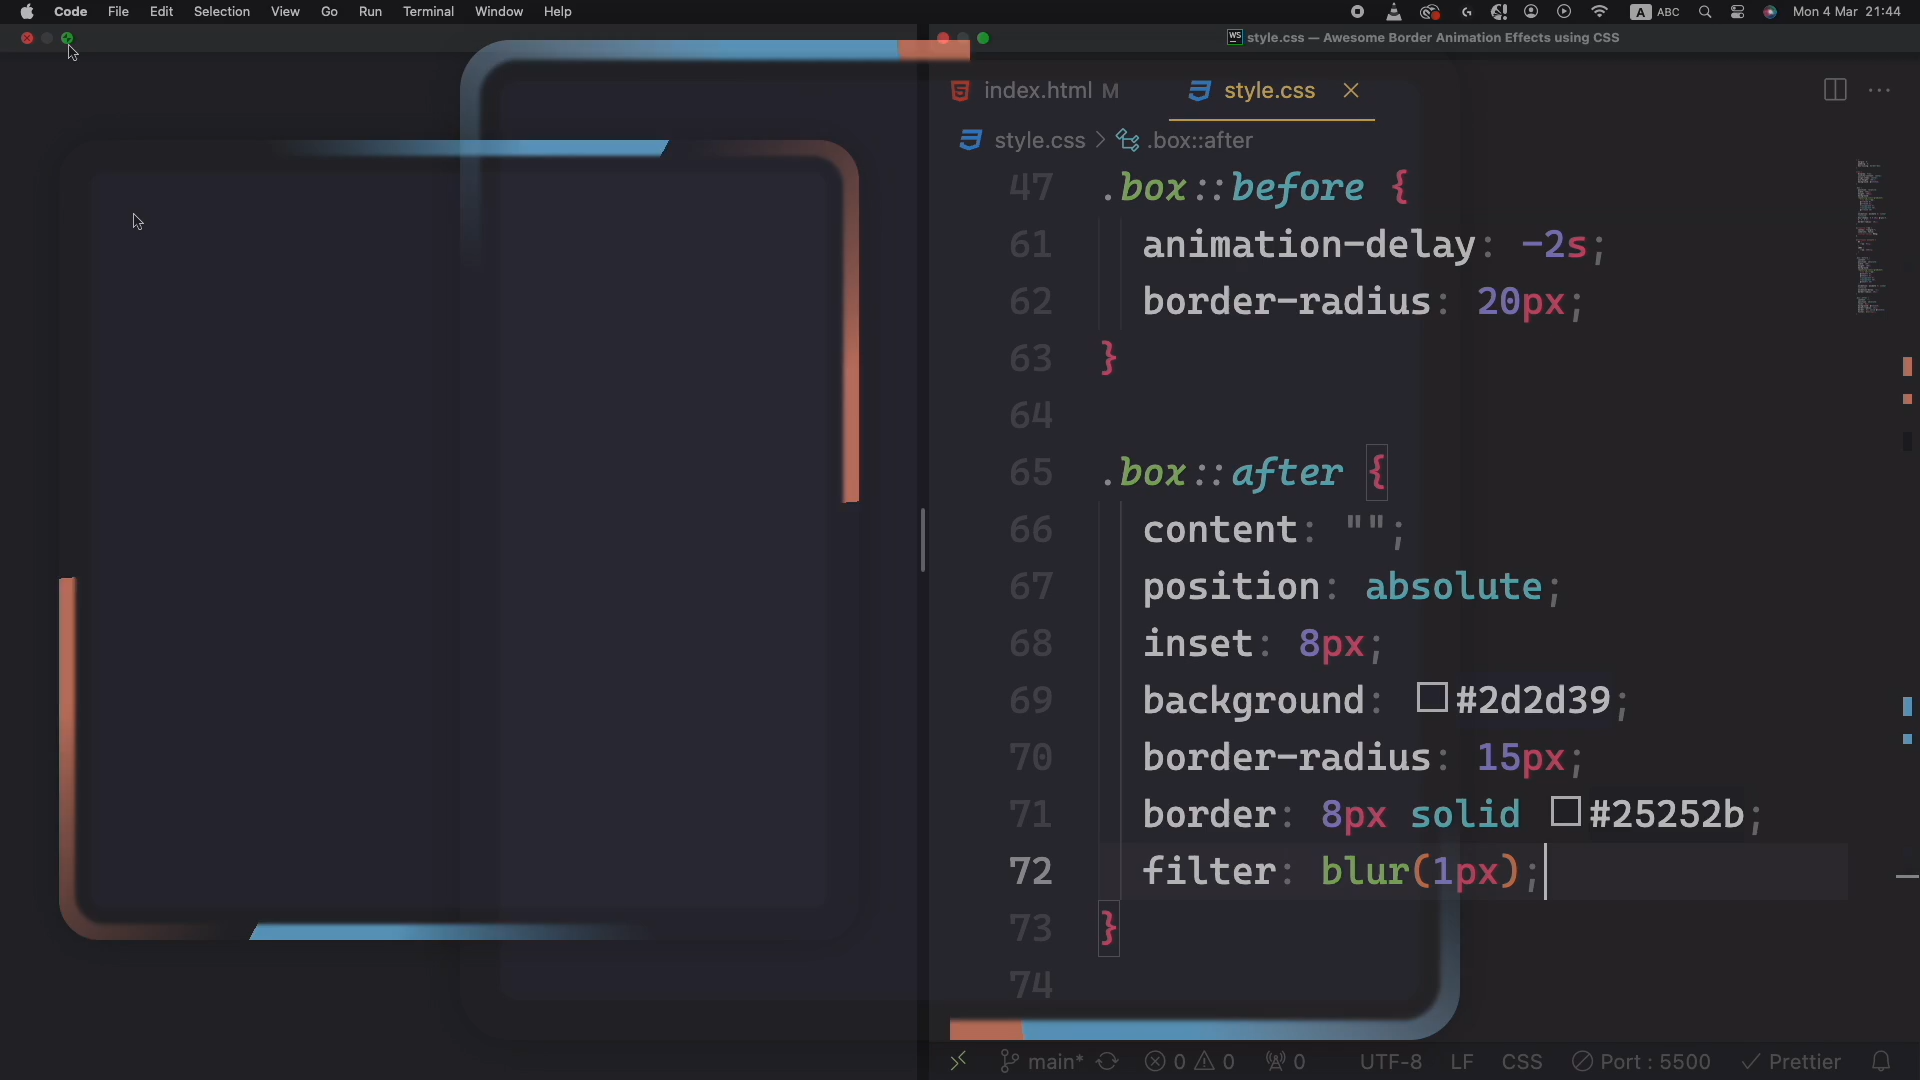 Code File Edit Selection View Go Run Terminal Window Help
A ABC Mon 4 Mar 21:44
WS style.css — Awesome Border Animation Effects using CSS
index.html M style.css
style.css > .box::after
47 .box::before {
61 animation-delay: -2s;
62 border-radius: 20px;
63 }
64
65 .box::after {
66 content: "";
67 position: absolute;
68 inset: 8px;
69 background: #2d2d39;
70 border-radius: 15px;
71 border: 8px solid #25252b;
72 filter: blur(1px);
73 }
74
main* 0 0 0 UTF-8 LF CSS Port : 5500 Prettier